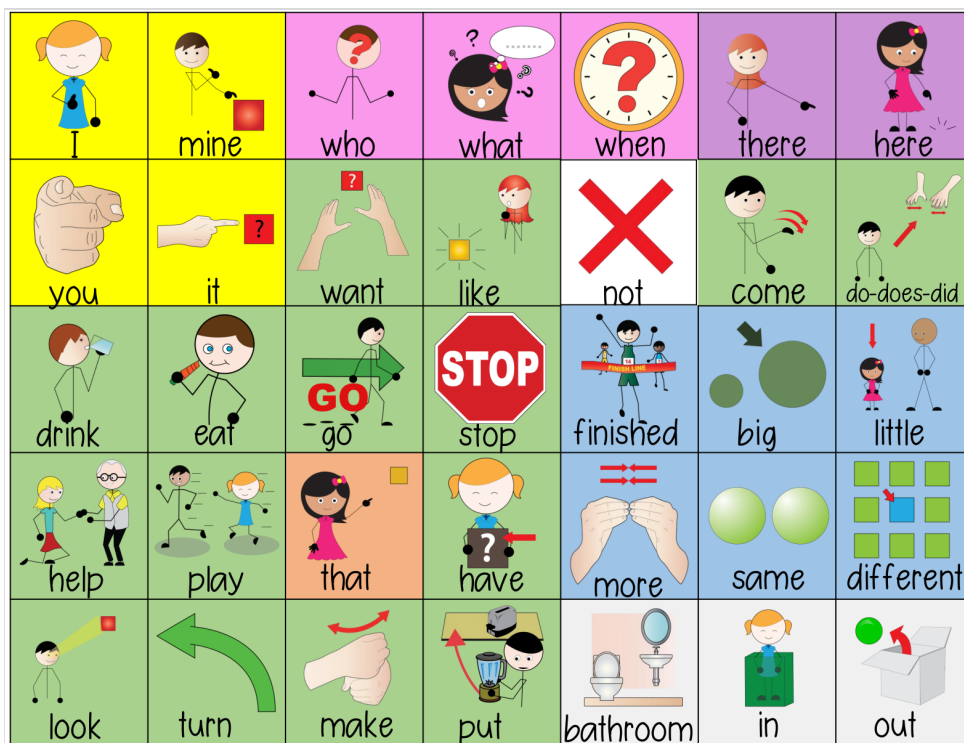 I mine who what when there here
you it want like not come do-does-did
GO STOP FINISH LINE 14
drink eat go stop finished big little
help play that have more same different
look turn make put bathroom in out